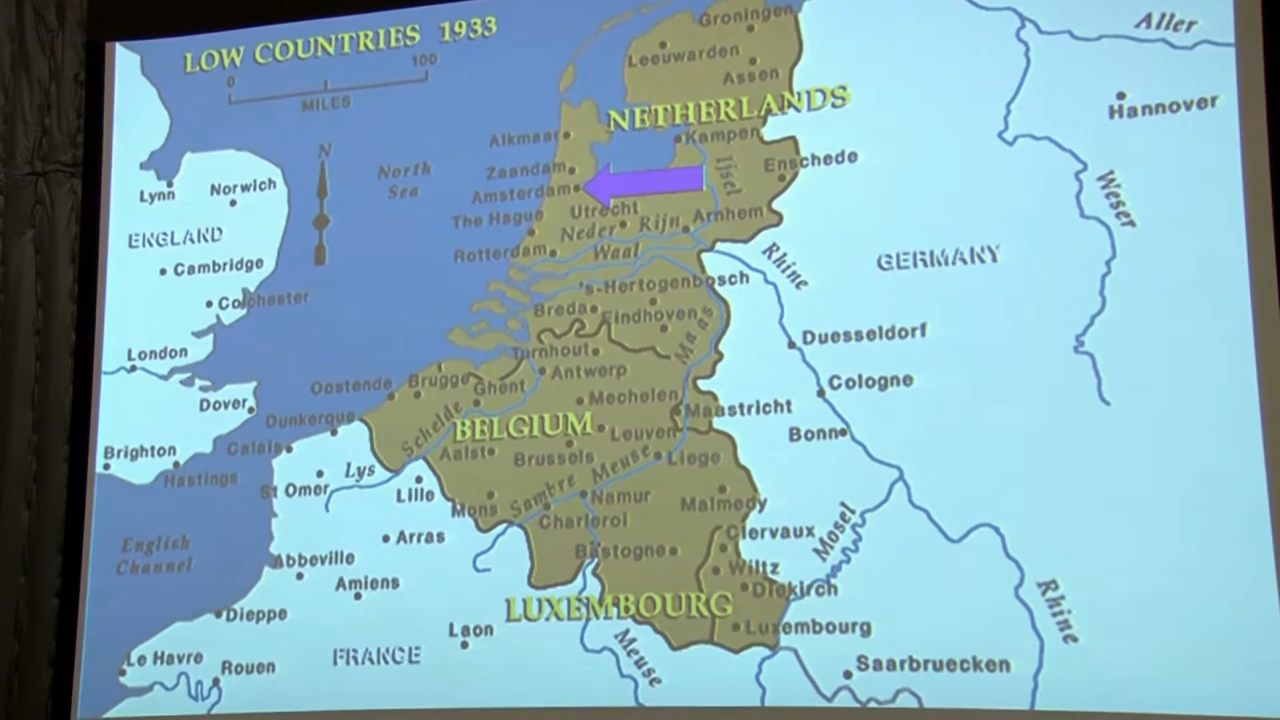 LOW COUNTRIES 1933
0 100
MILES
N
North
Sea
Groningen
Leeuwarden
Assen
NETHERLANDS
Alkmaar
Kampen
Zaandam
Ijsel
Enschede
Amsterdam
The Hague
Utrecht
Neder Rijn
Arnhem
Rotterdam
Waal
's-Hertogenbosch
Breda
Eindhoven
Maas
Turnhout
Antwerp
Oostende
Brugge
Ghent
Mechelen
Maastricht
Schelde
BELGIUM
Leuven
Aalst
Brussels
Liege
Sambre
Meuse
Mons
Namur
Charleroi
Malmedy
Bastogne
Clervaux
Wiltz
Diekirch
LUXEMBOURG
Luxembourg
Aller
Hannover
Weser
GERMANY
Rhine
Duesseldorf
Cologne
Bonn
Mosel
Rhine
Saarbruecken
Lynn
Norwich
ENGLAND
Cambridge
Colchester
London
Dover
Brighton
Hastings
Dunkerque
Calais
Lys
St Omer
Lille
Arras
English
Channel
Abbeville
Amiens
Dieppe
Laon
Le Havre
Rouen
FRANCE
Meuse